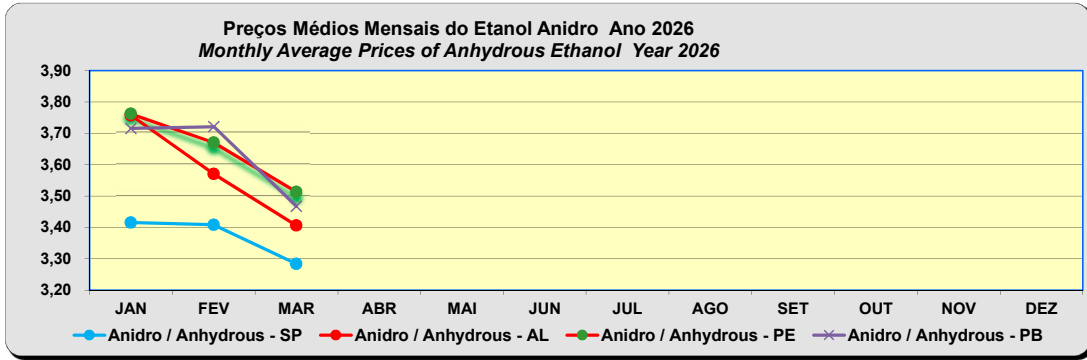 Preços Médios Mensais do Etanol Anidro Ano 2026
Monthly Average Prices of Anhydrous Ethanol Year 2026
3,90
3,80
3,70
3,60
3,50
3,40
3,30
3,20
JAN FEV MAR ABR MAI JUN JUL AGO SET OUT NOV DEZ
Anidro / Anhydrous - SP Anidro / Anhydrous - AL Anidro / Anhydrous - PE Anidro / Anhydrous - PB